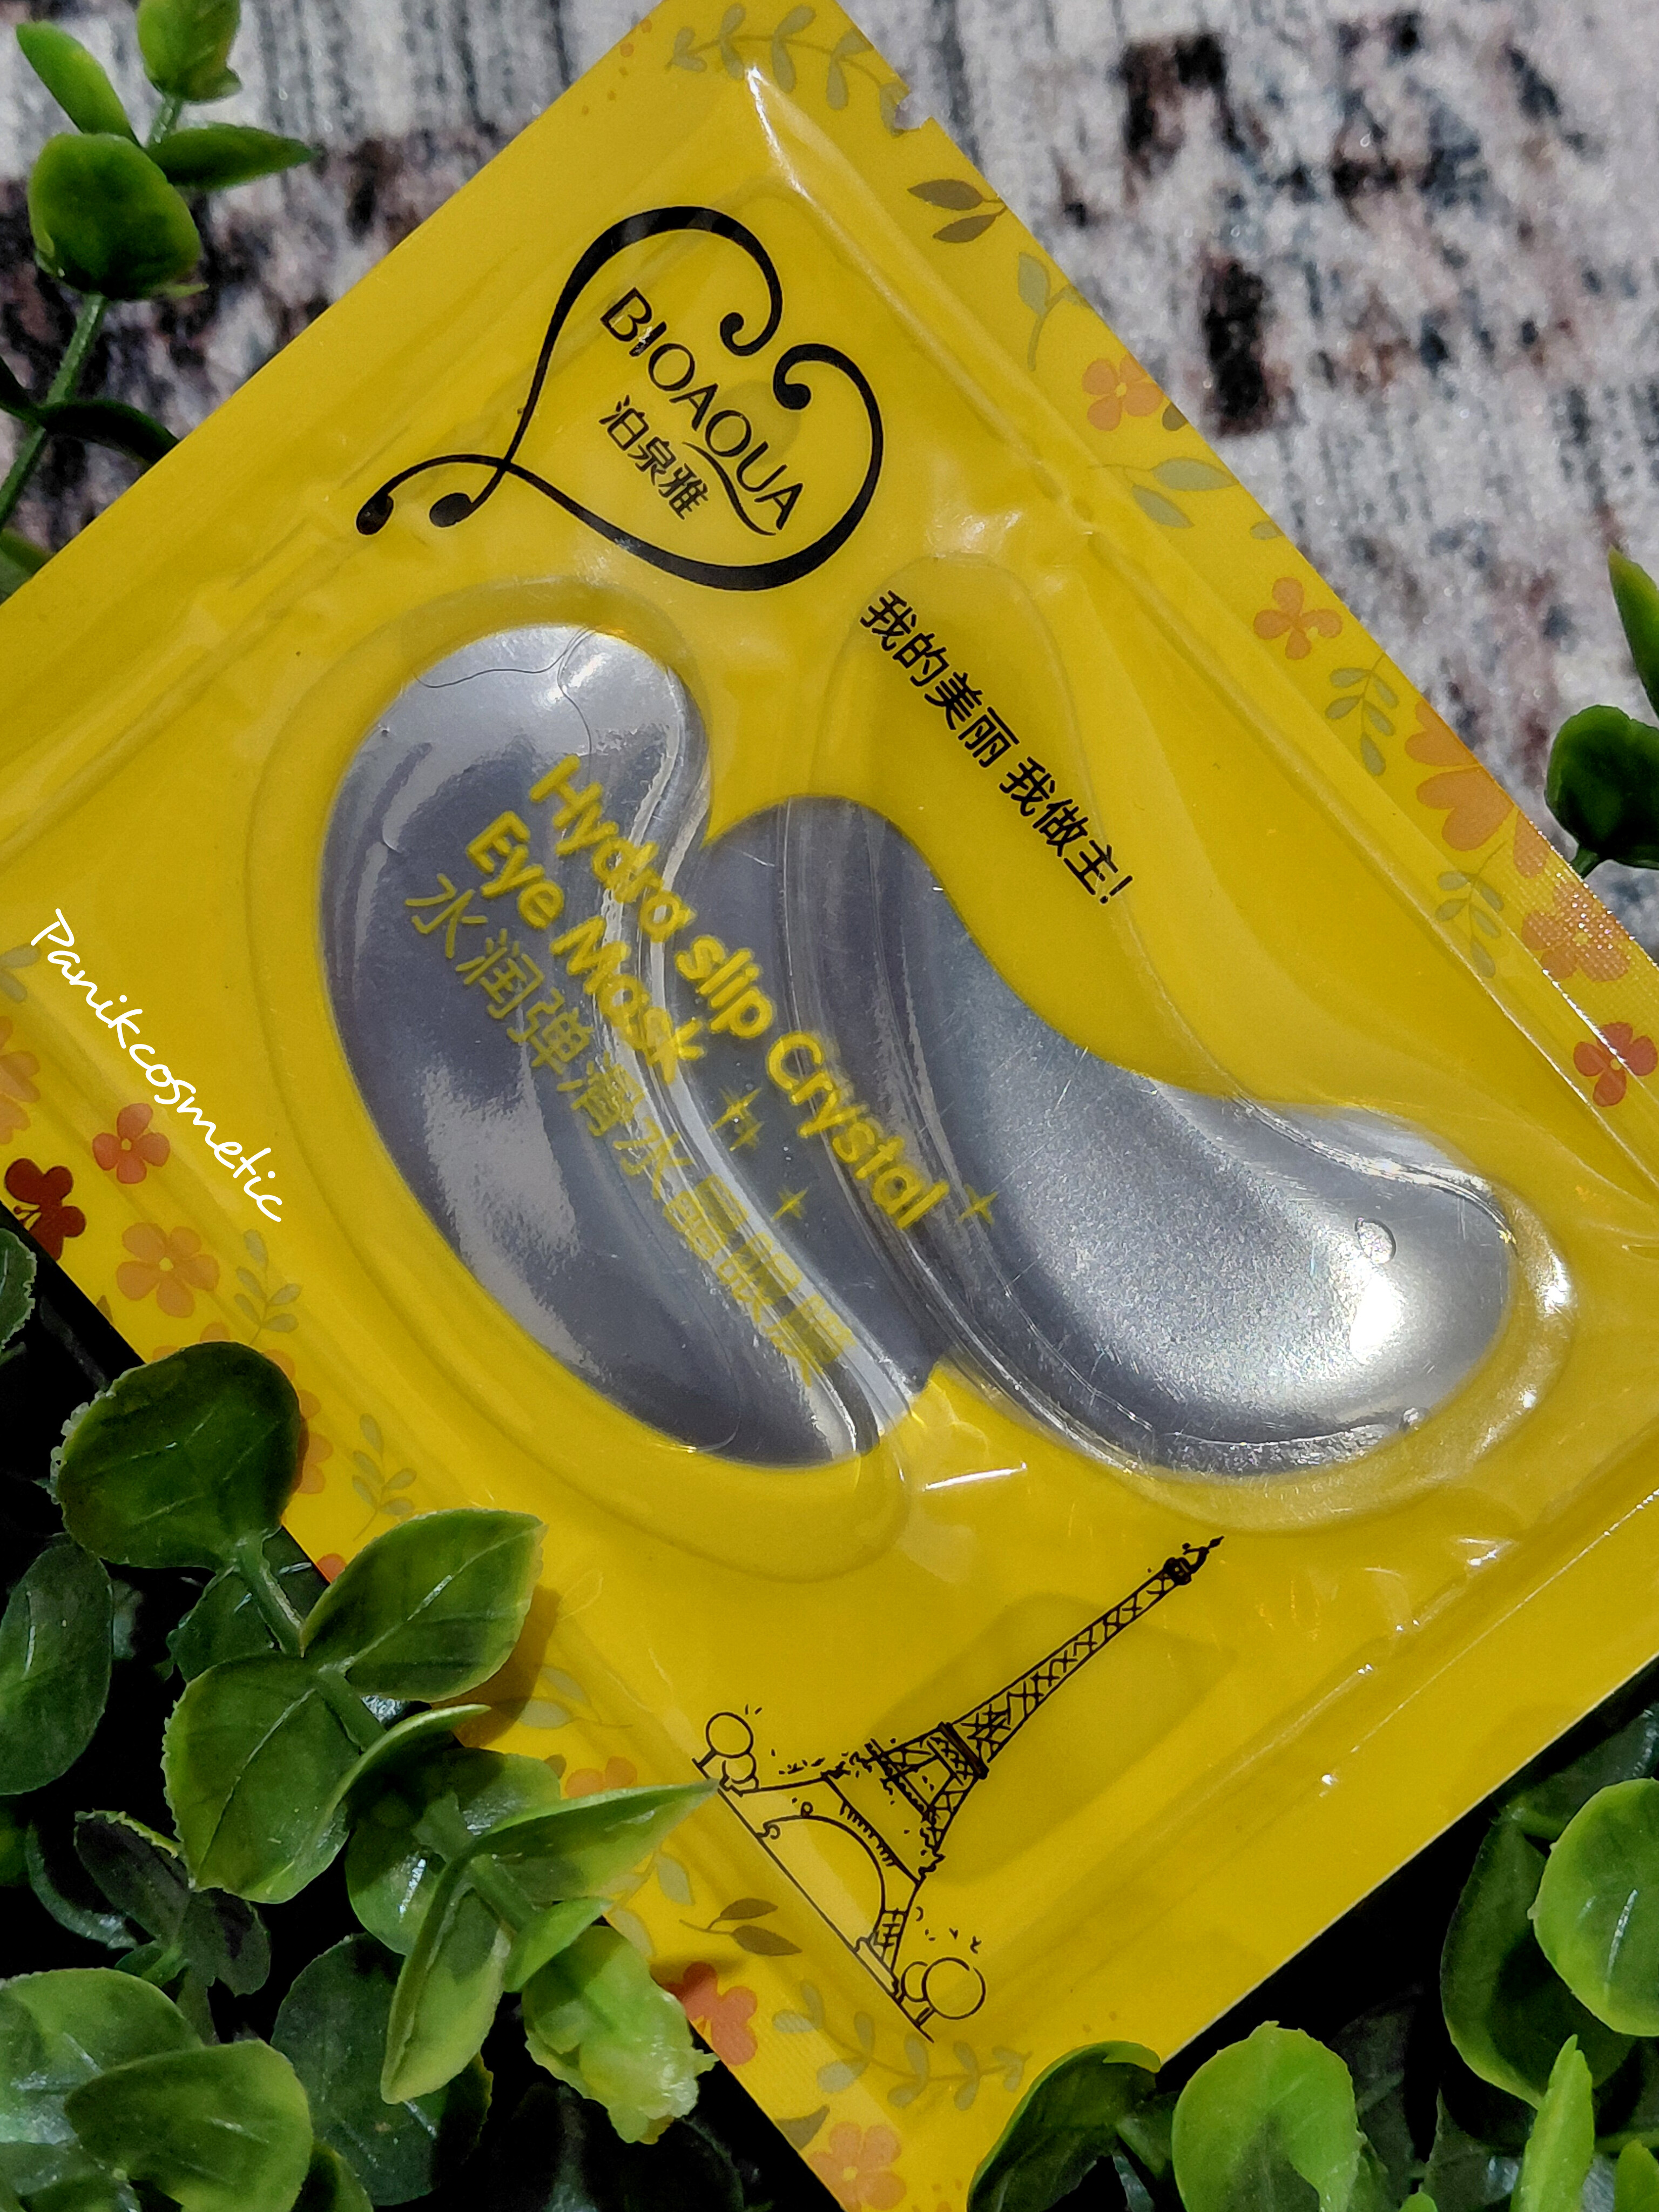 BIOAQUA
泊泉雅
我的美丽 我做主!
Hydra slip Crystal
Eye Mask
水润弹滑水晶眼膜
Panikcosmetic